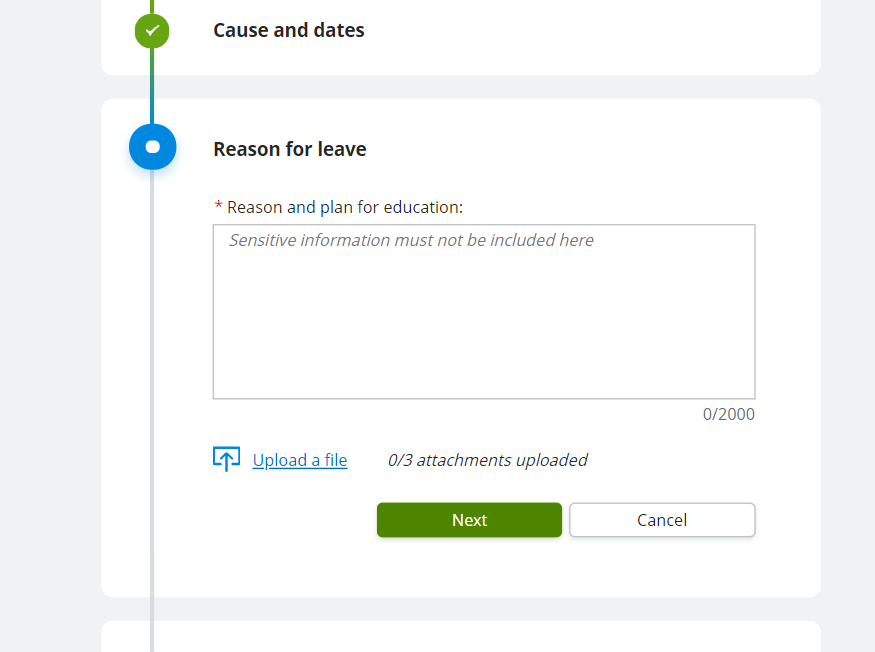 Cause and dates
Reason for leave
* Reason and plan for education:
Sensitive information must not be included here
0/2000
Upload a file
0/3 attachments uploaded
Next
Cancel